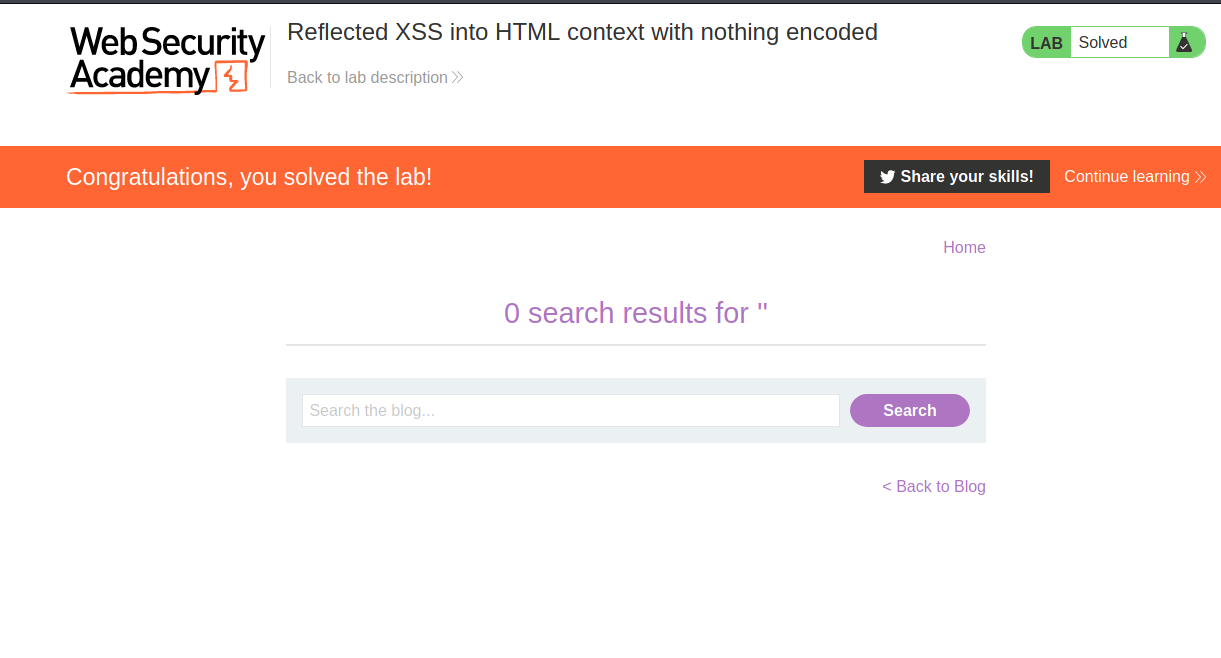 Web Security
Academy
Reflected XSS into HTML context with nothing encoded
Back to lab description
LAB Solved
Congratulations, you solved the lab!
Share your skills!
Continue learning
Home
0 search results for ''
Search the blog...
Search
< Back to Blog